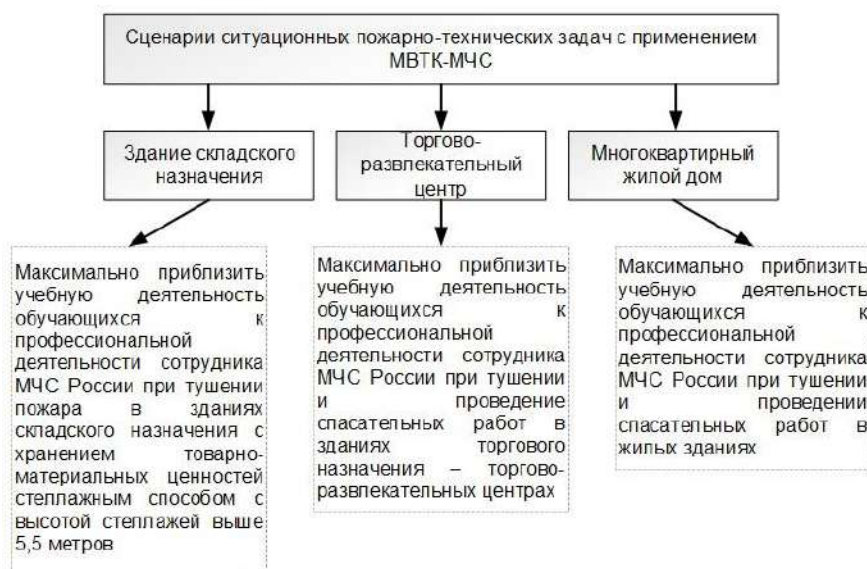 Сценарии ситуационных пожарно-технических задач с применением
МВТК-МЧС
Здание складского
назначения
Торгово-
развлекательный
центр
Многоквартирный
жилой дом
Максимально приблизить
учебную деятельность
обучающихся к
профессиональной
деятельности сотрудника
МЧС России при тушении
пожара в зданиях
складского назначения с
хранением товарно-
материальных ценностей
стеллажным способом с
высотой стеллажей выше
5,5 метров
Максимально приблизить
учебную деятельность
обучающихся к
профессиональной
деятельности сотрудника
МЧС России при тушении
и проведение
спасательных работ в
зданиях торгового
назначения – торгово-
развлекательных центрах
Максимально приблизить
учебную деятельность
обучающихся к
профессиональной
деятельности сотрудника
МЧС России при тушении
и проведении
спасательных работ в
жилых зданиях